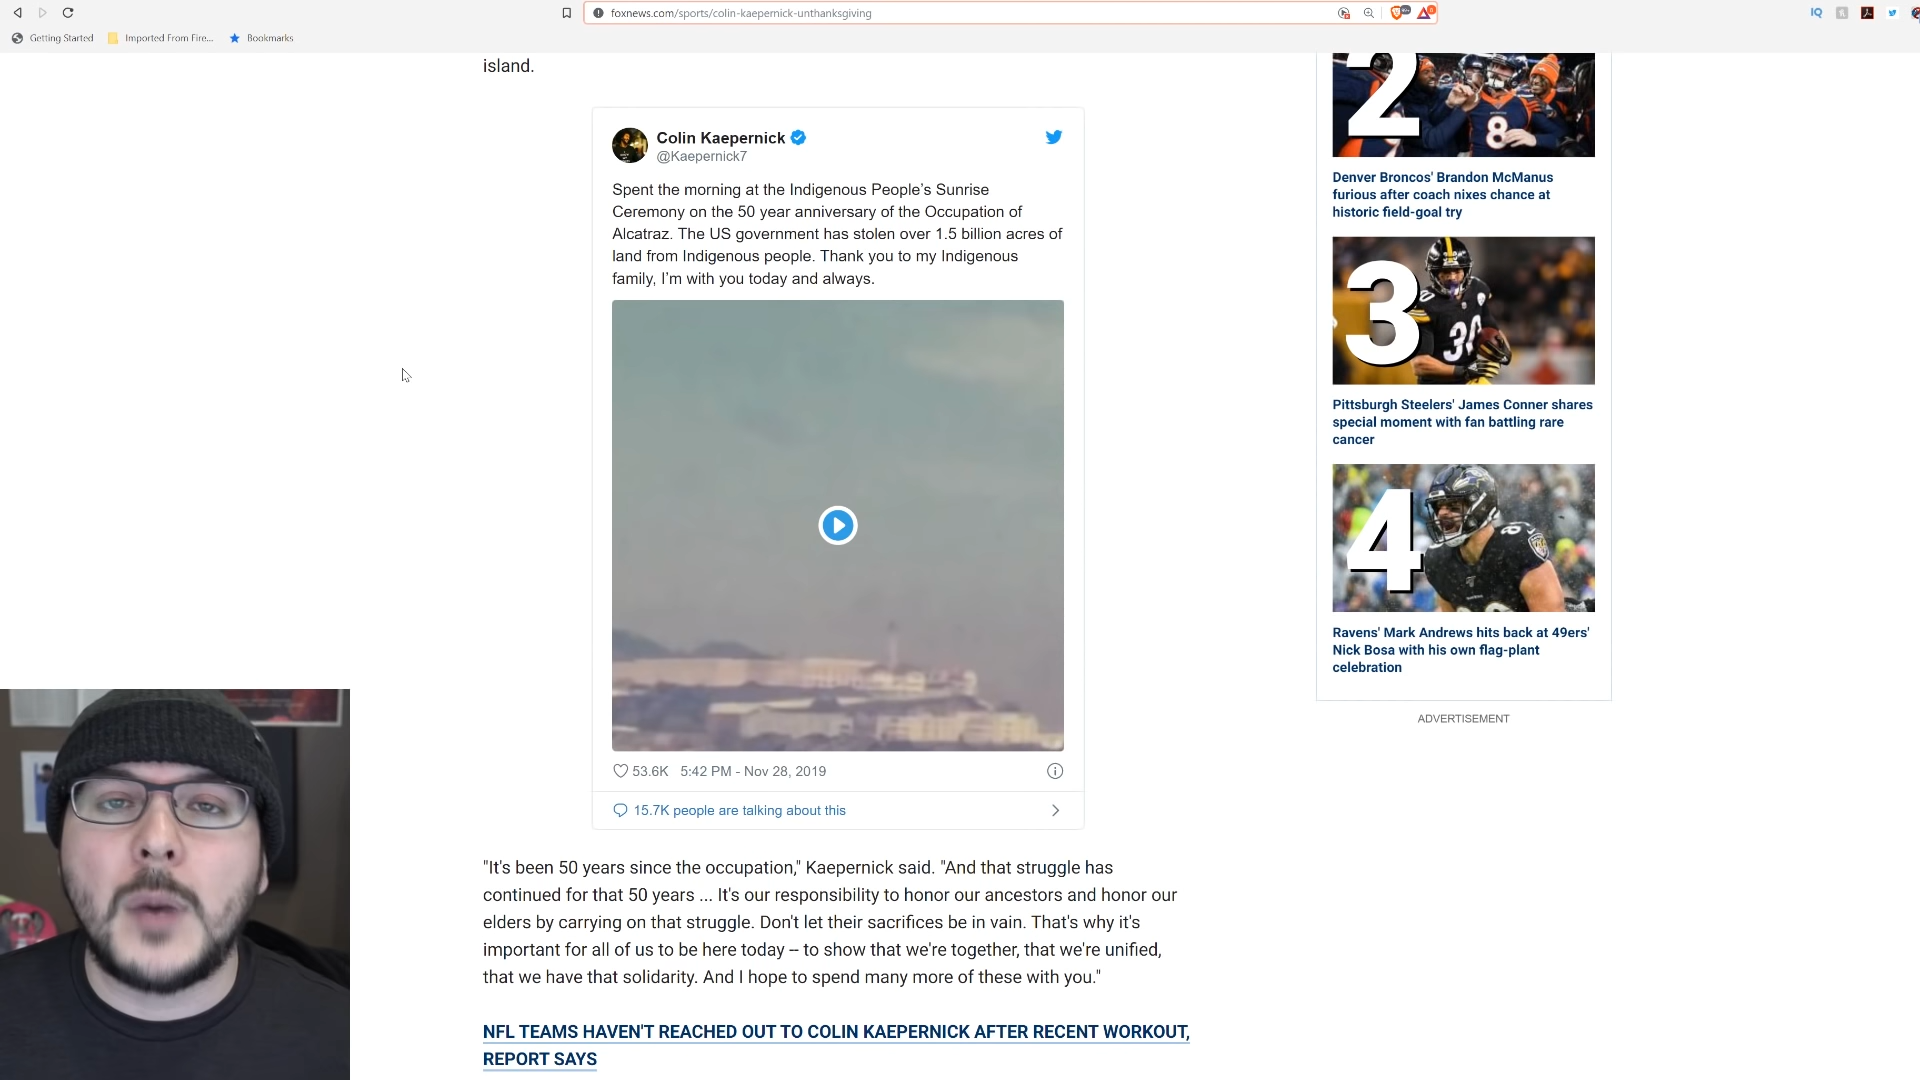 foxnews.com/sports/colin-kaepernick-unthanksgiving
IQ
Getting Started
Imported From Fire...
Bookmarks
island.
Colin Kaepernick
@Kaepernick7
Spent the morning at the Indigenous People’s Sunrise
Ceremony on the 50 year anniversary of the Occupation of
Alcatraz. The US government has stolen over 1.5 billion acres of
land from Indigenous people. Thank you to my Indigenous
family, I’m with you today and always.
53.6K 5:42 PM - Nov 28, 2019
15.7K people are talking about this
"It's been 50 years since the occupation," Kaepernick said. "And that struggle has
continued for that 50 years ... It's our responsibility to honor our ancestors and honor our
elders by carrying on that struggle. Don't let their sacrifices be in vain. That's why it's
important for all of us to be here today -- to show that we're together, that we're unified,
that we have that solidarity. And I hope to spend many more of these with you."
NFL TEAMS HAVEN'T REACHED OUT TO COLIN KAEPERNICK AFTER RECENT WORKOUT,
REPORT SAYS
2
8
Denver Broncos' Brandon McManus
furious after coach nixes chance at
historic field-goal try
3
30
Pittsburgh Steelers' James Conner shares
special moment with fan battling rare
cancer
4
Ravens' Mark Andrews hits back at 49ers'
Nick Bosa with his own flag-plant
celebration
ADVERTISEMENT